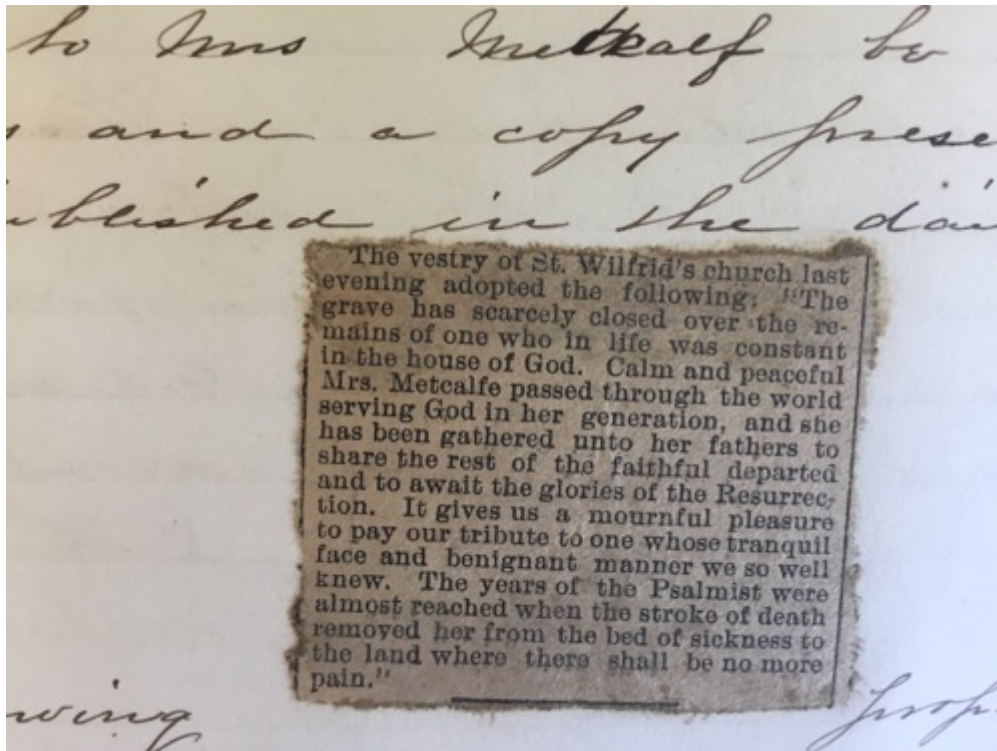 to Mrs Metcalf be
and a copy prese
ublished in the dai
The vestry of St. Wilfrid's church last
evening adopted the following: "The
grave has scarcely closed over the re-
mains of one who in life was constant
in the house of God. Calm and peaceful
Mrs. Metcalfe passed through the world
serving God in her generation, and she
has been gathered unto her fathers to
share the rest of the faithful departed
and to await the glories of the Resurrec-
tion. It gives us a mournful pleasure
to pay our tribute to one whose tranquil
face and benignant manner we so well
knew. The years of the Psalmist were
almost reached when the stroke of death
removed her from the bed of sickness to
the land where there shall be no more
pain."
wing prop